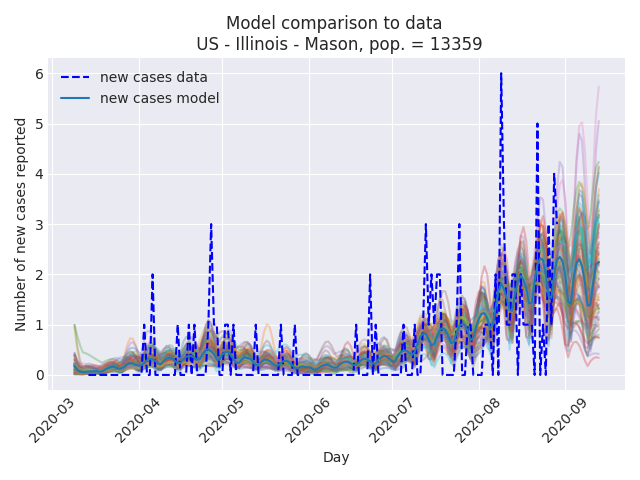 Model comparison to data
US - Illinois - Mason, pop. = 13359
new cases data
new cases model
Number of new cases reported
6
5
4
3
2
1
0
2020-03
2020-04
2020-05
2020-06
2020-07
2020-08
2020-09
Day